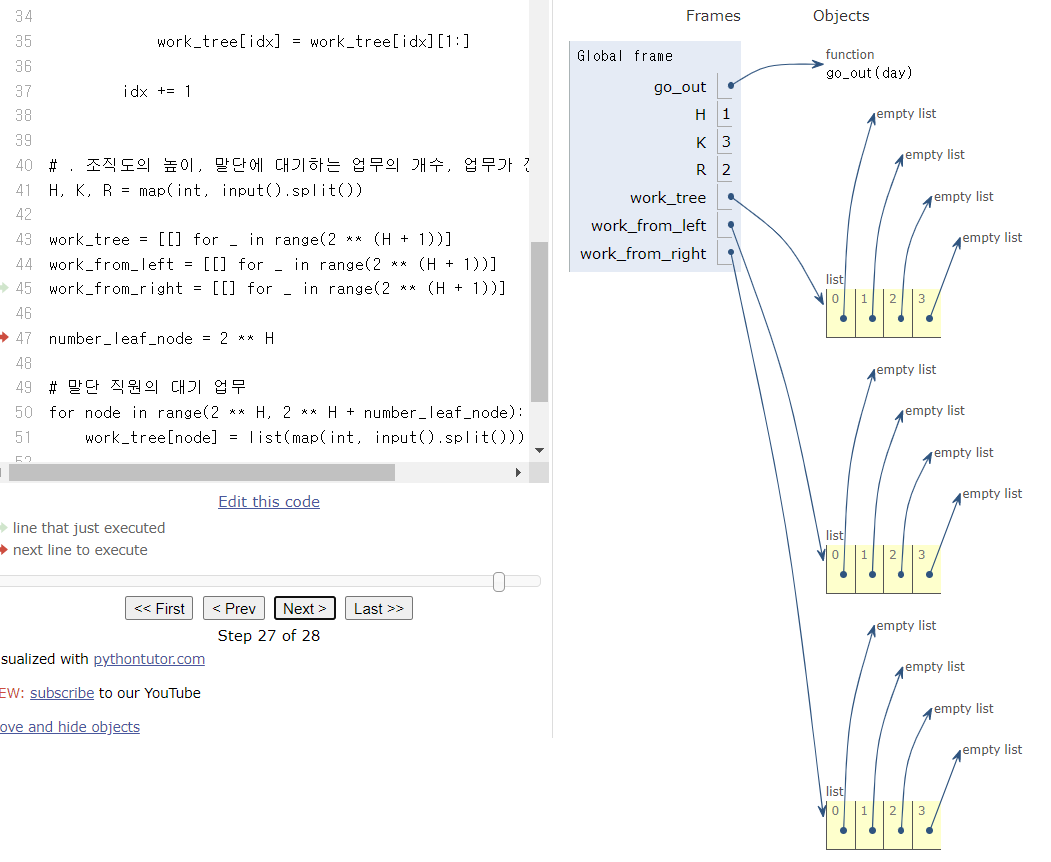 34
35 work_tree[idx] = work_tree[idx][1:]
36
37 idx += 1
38
39
40 # . 조직도의 높이, 말단에 대기하는 업무의 개수, 업무가
41 H, K, R = map(int, input().split())
42
43 work_tree = [[] for _ in range(2 ** (H + 1))]
44 work_from_left = [[] for _ in range(2 ** (H + 1))]
45 work_from_right = [[] for _ in range(2 ** (H + 1))]
46
47 number_leaf_node = 2 ** H
48
49 # 말단 직원의 대기 업무
50 for node in range(2 ** H, 2 ** H + number_leaf_node):
51 work_tree[node] = list(map(int, input().split()))
52
Edit this code
line that just executed
next line to execute
<< First < Prev Next > Last >>
Step 27 of 28
sualized with pythontutor.com
EW: subscribe to our YouTube
ove and hide objects
Frames Objects
Global frame
go_out
H 1
K 3
R 2
work_tree
work_from_left
work_from_right
function
go_out(day)
empty list
empty list
empty list
empty list
list
0 1 2 3
empty list
empty list
empty list
empty list
list
0 1 2 3
empty list
empty list
empty list
empty list
list
0 1 2 3